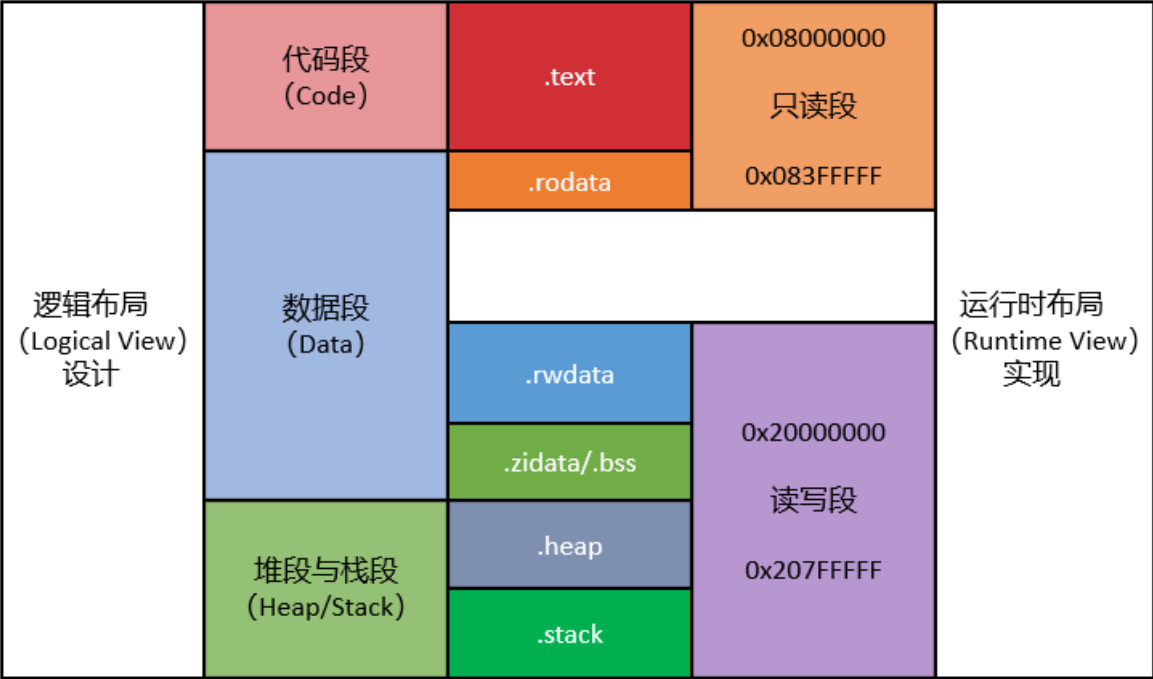 逻辑布局
（Logical View）
设计
代码段
（Code）
数据段
（Data）
堆段与栈段
（Heap/Stack）
.text
.rodata
.rwdata
.zidata/.bss
.heap
.stack
0x08000000
只读段
0x083FFFFF
0x20000000
读写段
0x207FFFFF
运行时布局
（Runtime View）
实现